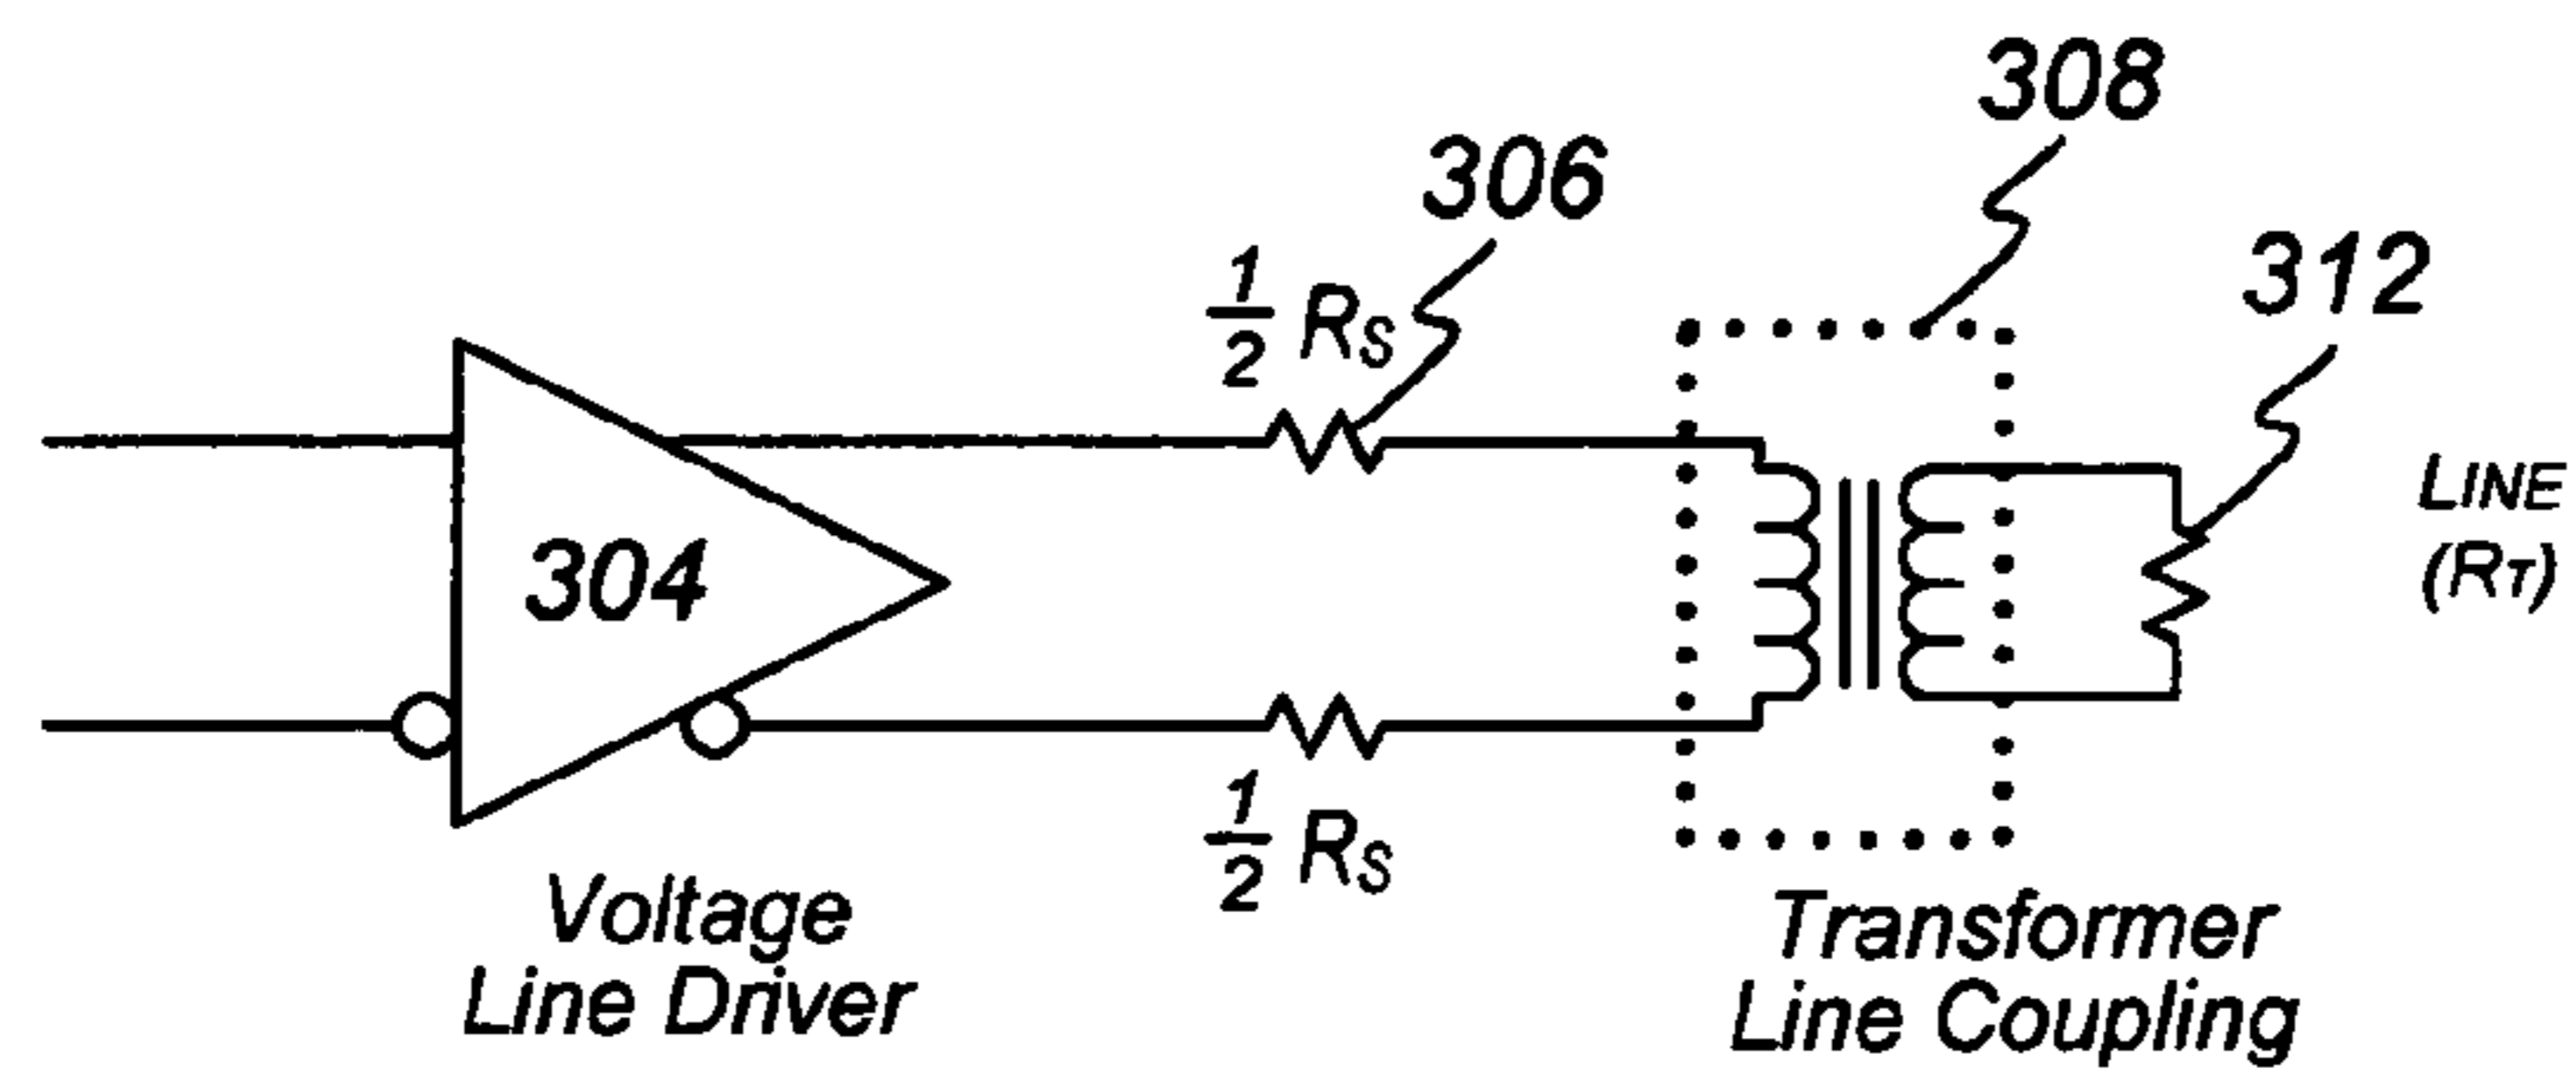 308
306
312
1/2 RS
LINE
(RT)
304
1/2 RS
Voltage
Line Driver
Transformer
Line Coupling